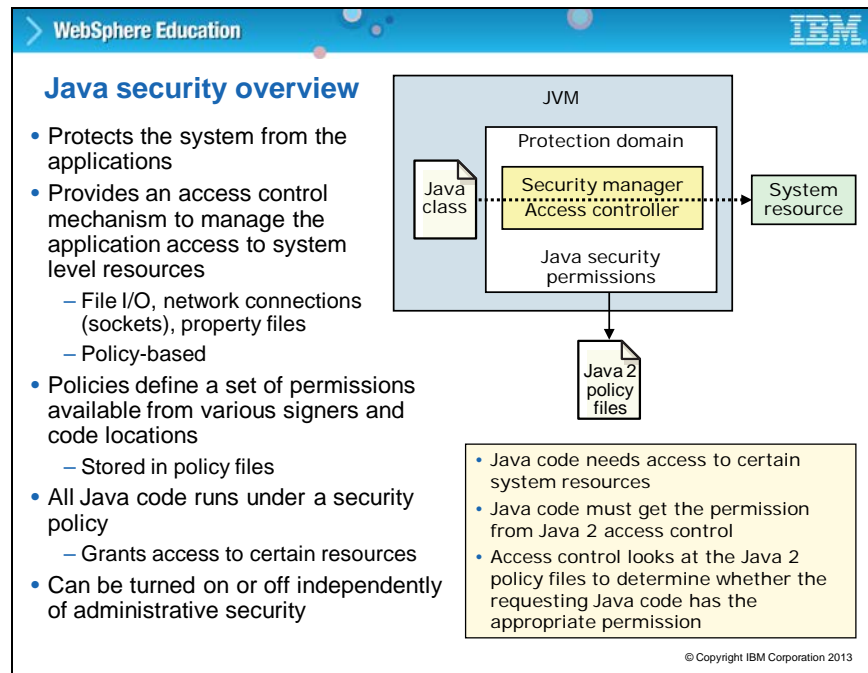 WebSphere Education
IBM
Java security overview
• Protects the system from the
applications
• Provides an access control
mechanism to manage the
application access to system
level resources
– File I/O, network connections
(sockets), property files
– Policy-based
• Policies define a set of permissions
available from various signers and
code locations
– Stored in policy files
• All Java code runs under a security
policy
– Grants access to certain resources
• Can be turned on or off independently
of administrative security
JVM
Protection domain
Java
class
Security manager
Access controller
System
resource
Java security
permissions
Java 2
policy
files
• Java code needs access to certain
system resources
• Java code must get the permission
from Java 2 access control
• Access control looks at the Java 2
policy files to determine whether the
requesting Java code has the
appropriate permission
© Copyright IBM Corporation 2013